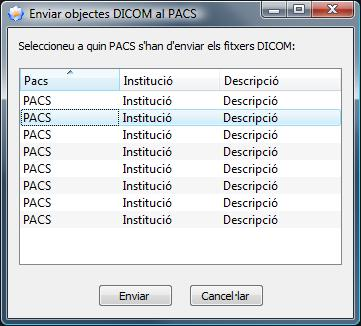 Enviar objectes DICOM al PACS
Seleccioneu a quin PACS s'han d'enviar els fitxers DICOM:
Pacs Institució Descripció
PACS Institució Descripció
PACS Institució Descripció
PACS Institució Descripció
PACS Institució Descripció
PACS Institució Descripció
PACS Institució Descripció
PACS Institució Descripció
PACS Institució Descripció
Enviar Cancel·lar